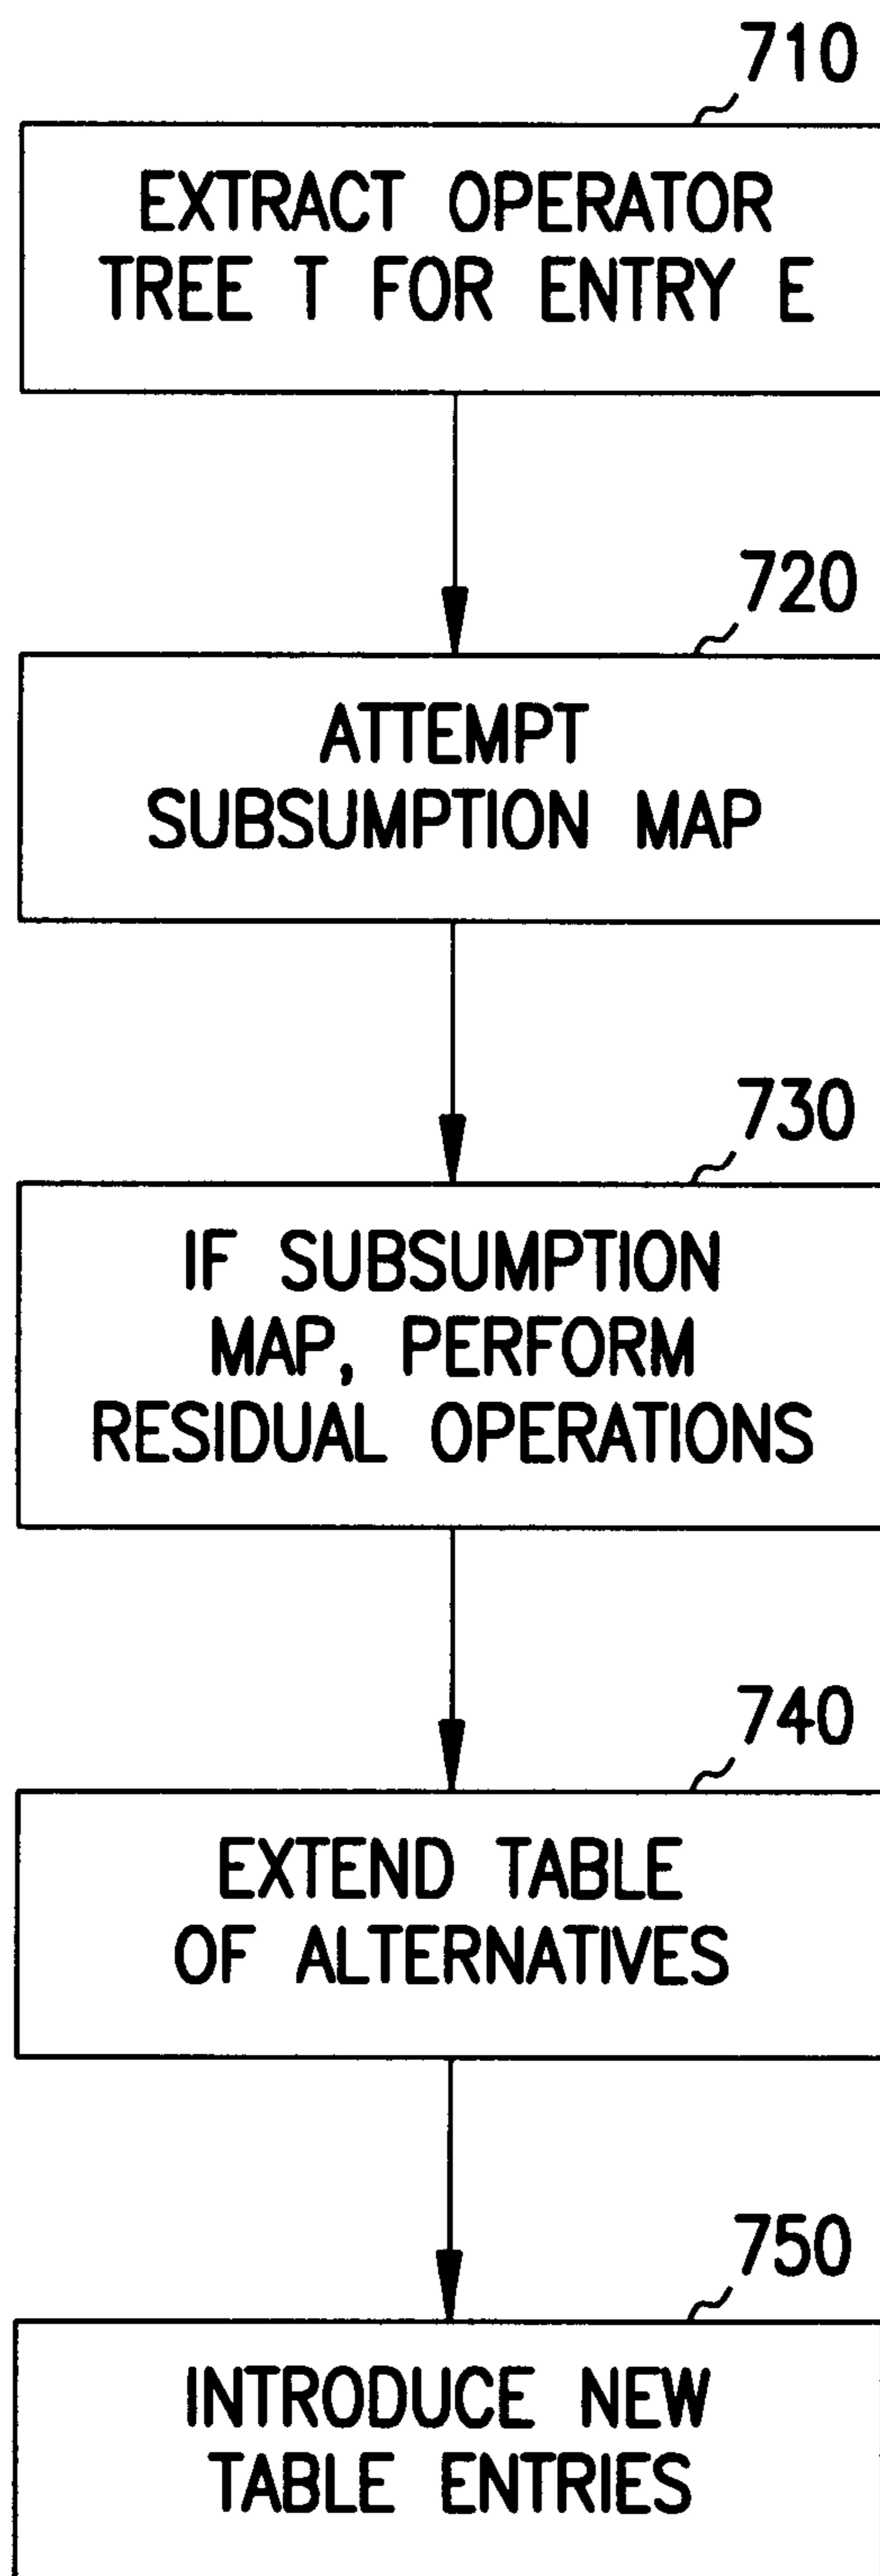 710
EXTRACT OPERATOR
TREE T FOR ENTRY E
720
ATTEMPT
SUBSUMPTION MAP
730
IF SUBSUMPTION
MAP, PERFORM
RESIDUAL OPERATIONS
740
EXTEND TABLE
OF ALTERNATIVES
750
INTRODUCE NEW
TABLE ENTRIES